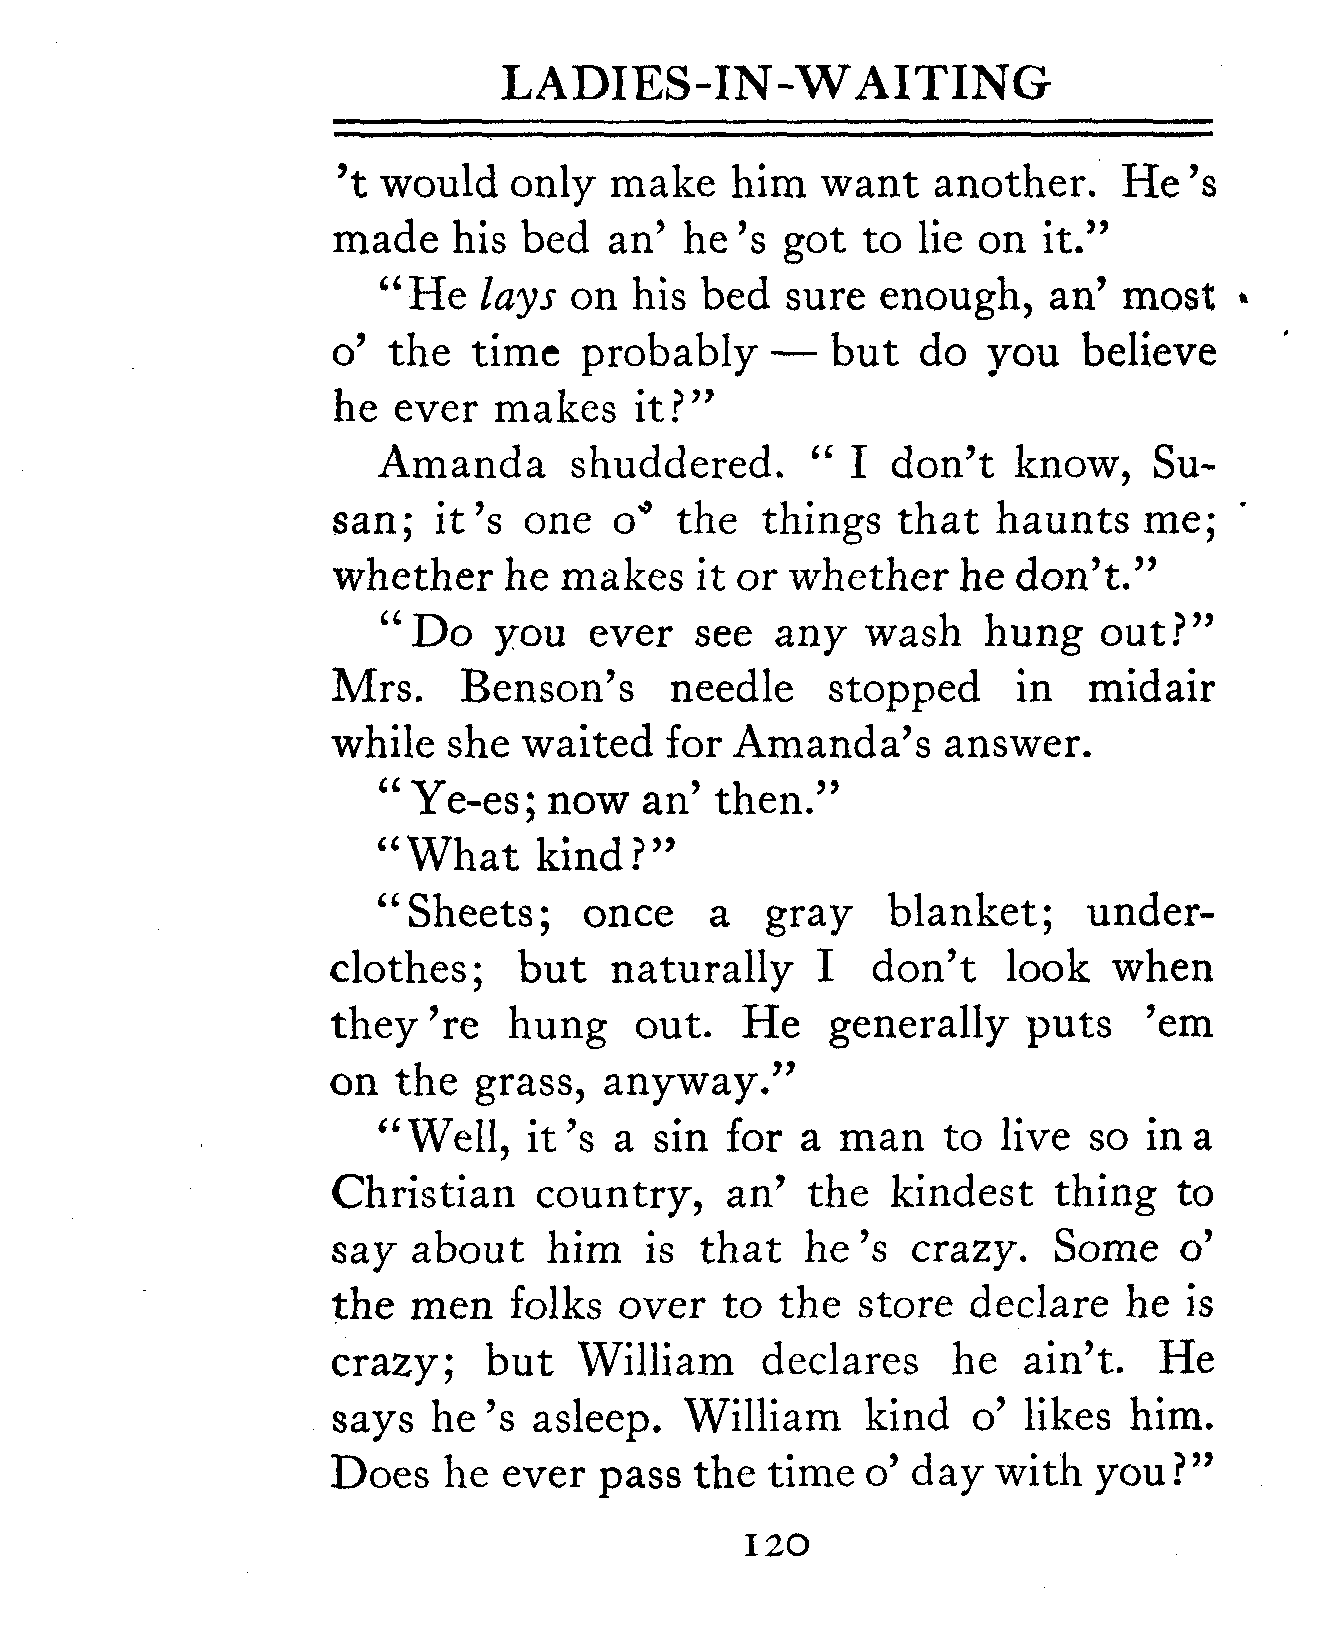 LADIES-IN-WAITING
't would only make him want another. He 's
made his bed an' he 's got to lie on it."
"He lays on his bed sure enough, an' most
o' the time probably — but do you believe
he ever makes it?"
Amanda shuddered. "I don't know, Su-
san; it 's one o' the things that haunts me;
whether he makes it or whether he don't."
"Do you ever see any wash hung out?"
Mrs. Benson's needle stopped in midair
while she waited for Amanda's answer.
"Ye-es; now an' then."
"What kind?"
"Sheets; once a gray blanket; under-
clothes; but naturally I don't look when
they 're hung out. He generally puts 'em
on the grass, anyway."
"Well, it 's a sin for a man to live so in a
Christian country, an' the kindest thing to
say about him is that he 's crazy. Some o'
the men folks over to the store declare he is
crazy; but William declares he ain't. He
says he 's asleep. William kind o' likes him.
Does he ever pass the time o' day with you?"
120